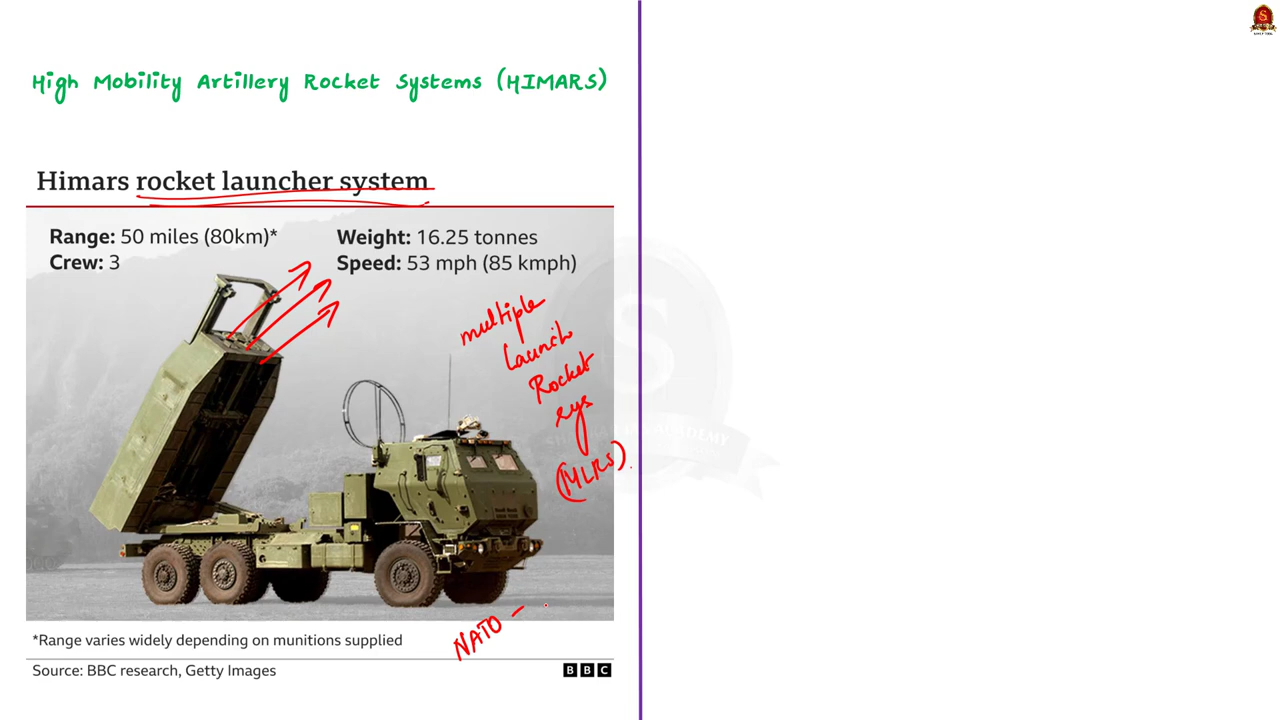 High Mobility Artillery Rocket Systems (HIMARS)
Himars rocket launcher system
Range: 50 miles (80km)*
Weight: 16.25 tonnes
Crew: 3
Speed: 53 mph (85 kmph)
multiple
Launch
Rocket
sys
(MLRS).
NATO -
*Range varies widely depending on munitions supplied
Source: BBC research, Getty Images
BBC